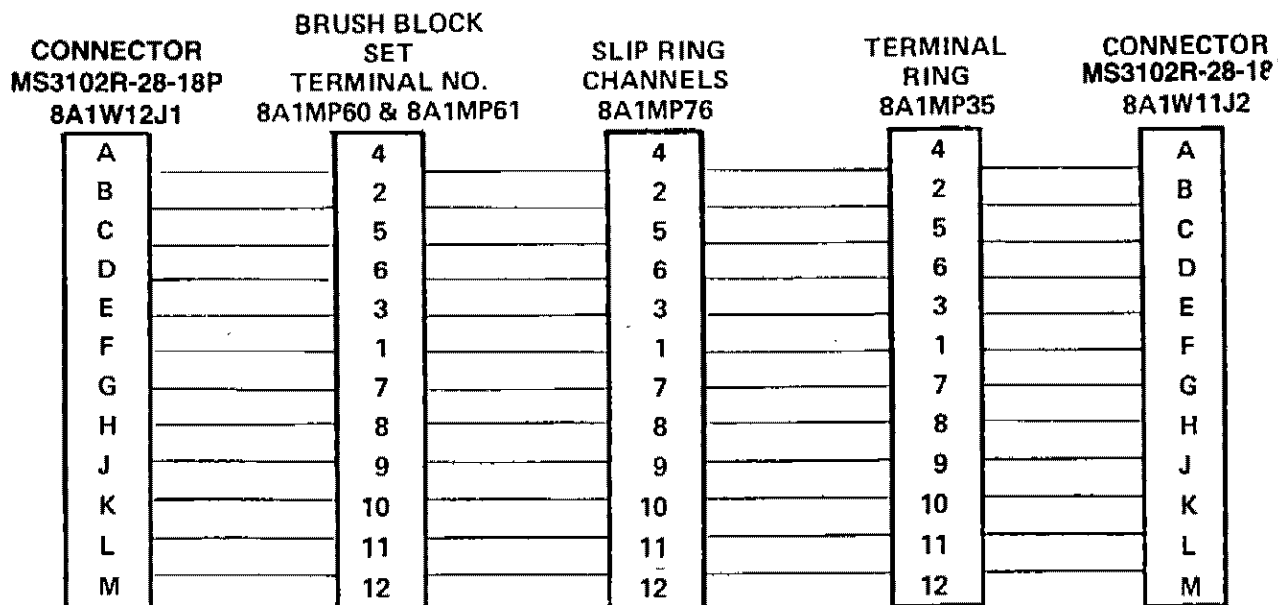 CONNECTOR
MS3102R-28-18P
8A1W12J1
BRUSH BLOCK
SET
TERMINAL NO.
8A1MP60 & 8A1MP61
SLIP RING
CHANNELS
8A1MP76
TERMINAL
RING
8A1MP35
CONNECTOR
MS3102R-28-18
8A1W11J2
A 4 4 4 A
B 2 2 2 B
C 5 5 5 C
D 6 6 6 D
E 3 3 3 E
F 1 1 1 F
G 7 7 7 G
H 8 8 8 H
J 9 9 9 J
K 10 10 10 K
L 11 11 11 L
M 12 12 12 M